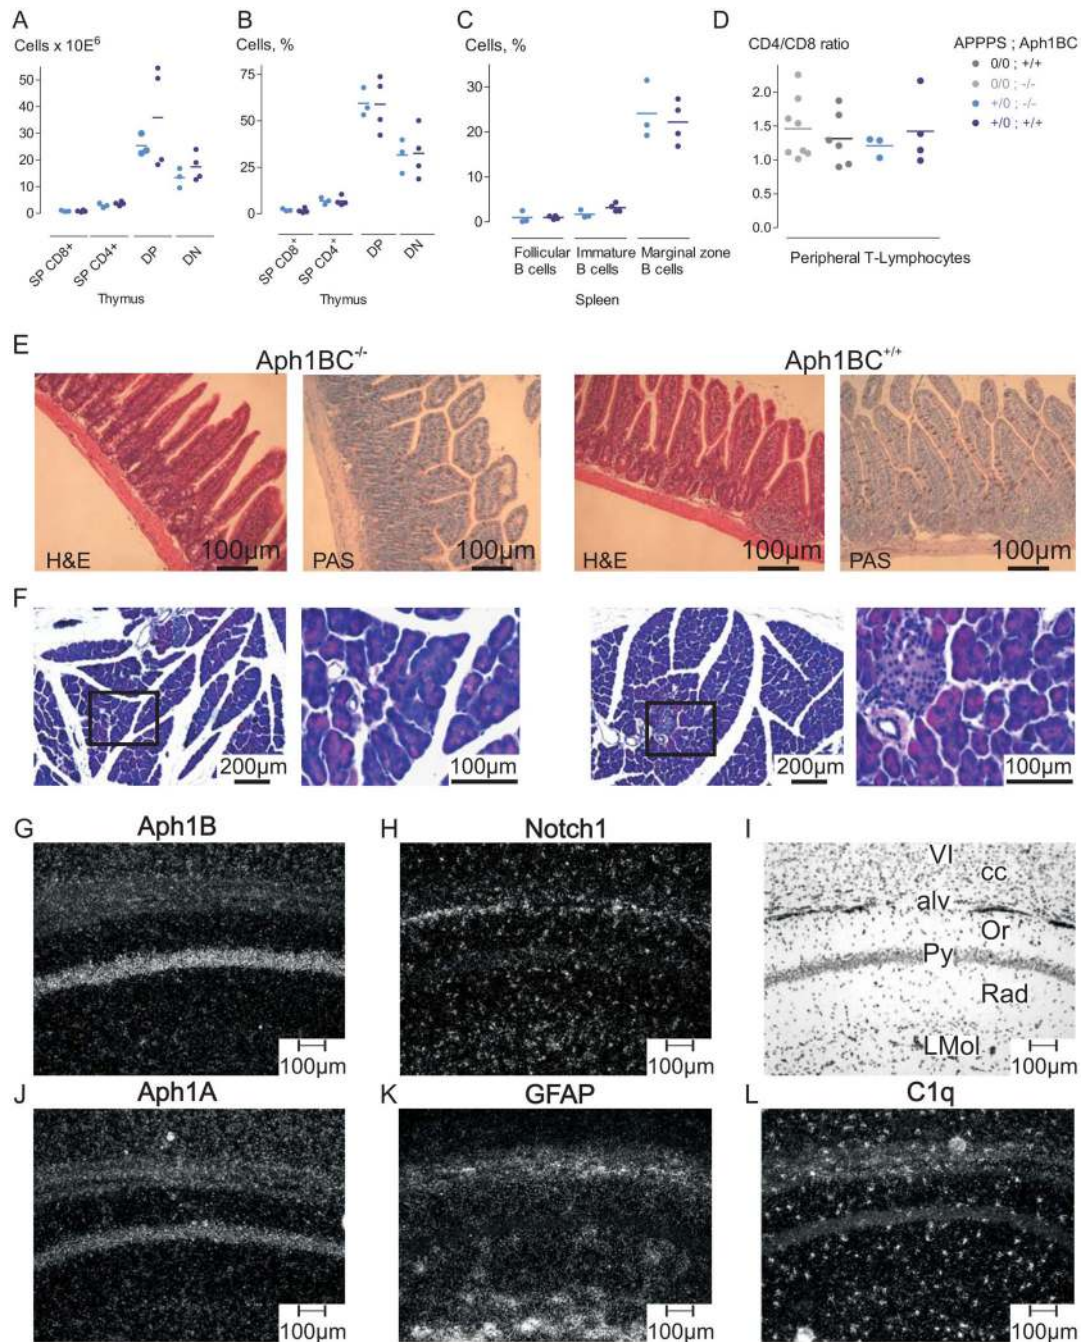 A
Cells x 10E6
50
40
30
20
10
0
SP CD8+
SP CD4+
DP
DN
Thymus
B
Cells, %
75
50
25
0
SP CD8+
SP CD4+
DP
DN
Thymus
C
Cells, %
30
20
10
0
Follicular B cells
Immature B cells
Marginal zone B cells
Spleen
D
CD4/CD8 ratio
2.0
1.5
1.0
0.5
0.0
Peripheral T-Lymphocytes
APPPS ; Aph1BC
0/0 ; +/+
0/0 ; -/-
+/0 ; -/-
+/0 ; +/+
E
Aph1BC-/-
Aph1BC+/+
H&E
100µm
PAS
100µm
H&E
100µm
PAS
100µm
F
200µm
100µm
200µm
100µm
G
Aph1B
100µm
H
Notch1
100µm
I
VI
cc
alv
Or
Py
Rad
LMol
100µm
J
Aph1A
100µm
K
GFAP
100µm
L
C1q
100µm